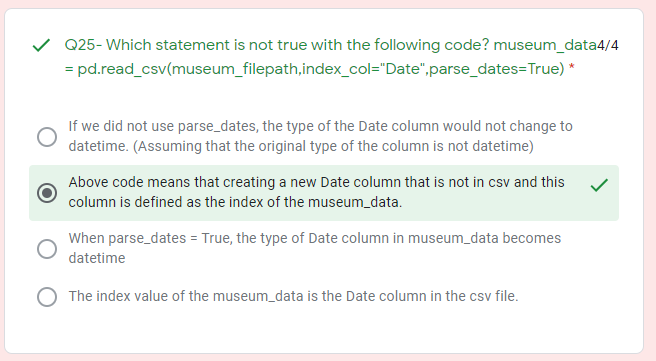 Q25- Which statement is not true with the following code? museum_data4/4
= pd.read_csv(museum_filepath,index_col="Date",parse_dates=True) *
If we did not use parse_dates, the type of the Date column would not change to
datetime. (Assuming that the original type of the column is not datetime)
Above code means that creating a new Date column that is not in csv and this
column is defined as the index of the museum_data.
When parse_dates = True, the type of Date column in museum_data becomes
datetime
The index value of the museum_data is the Date column in the csv file.